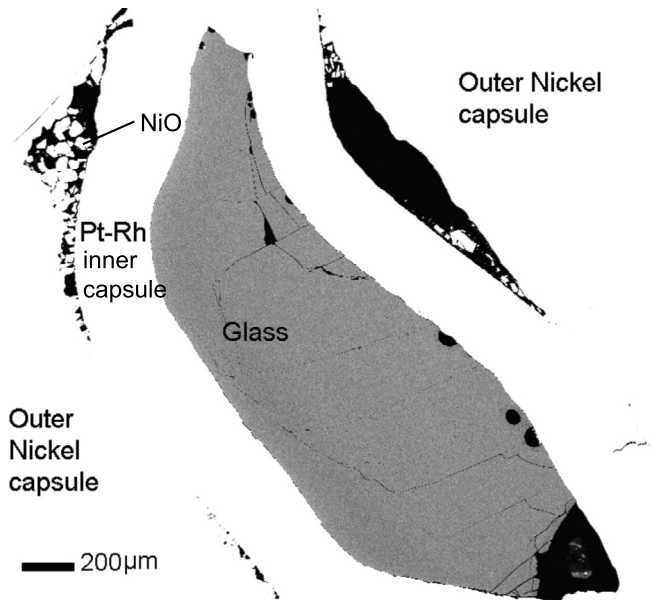 Outer Nickel
capsule
NiO
Pt-Rh
inner
capsule
Glass
Outer
Nickel
capsule
200µm